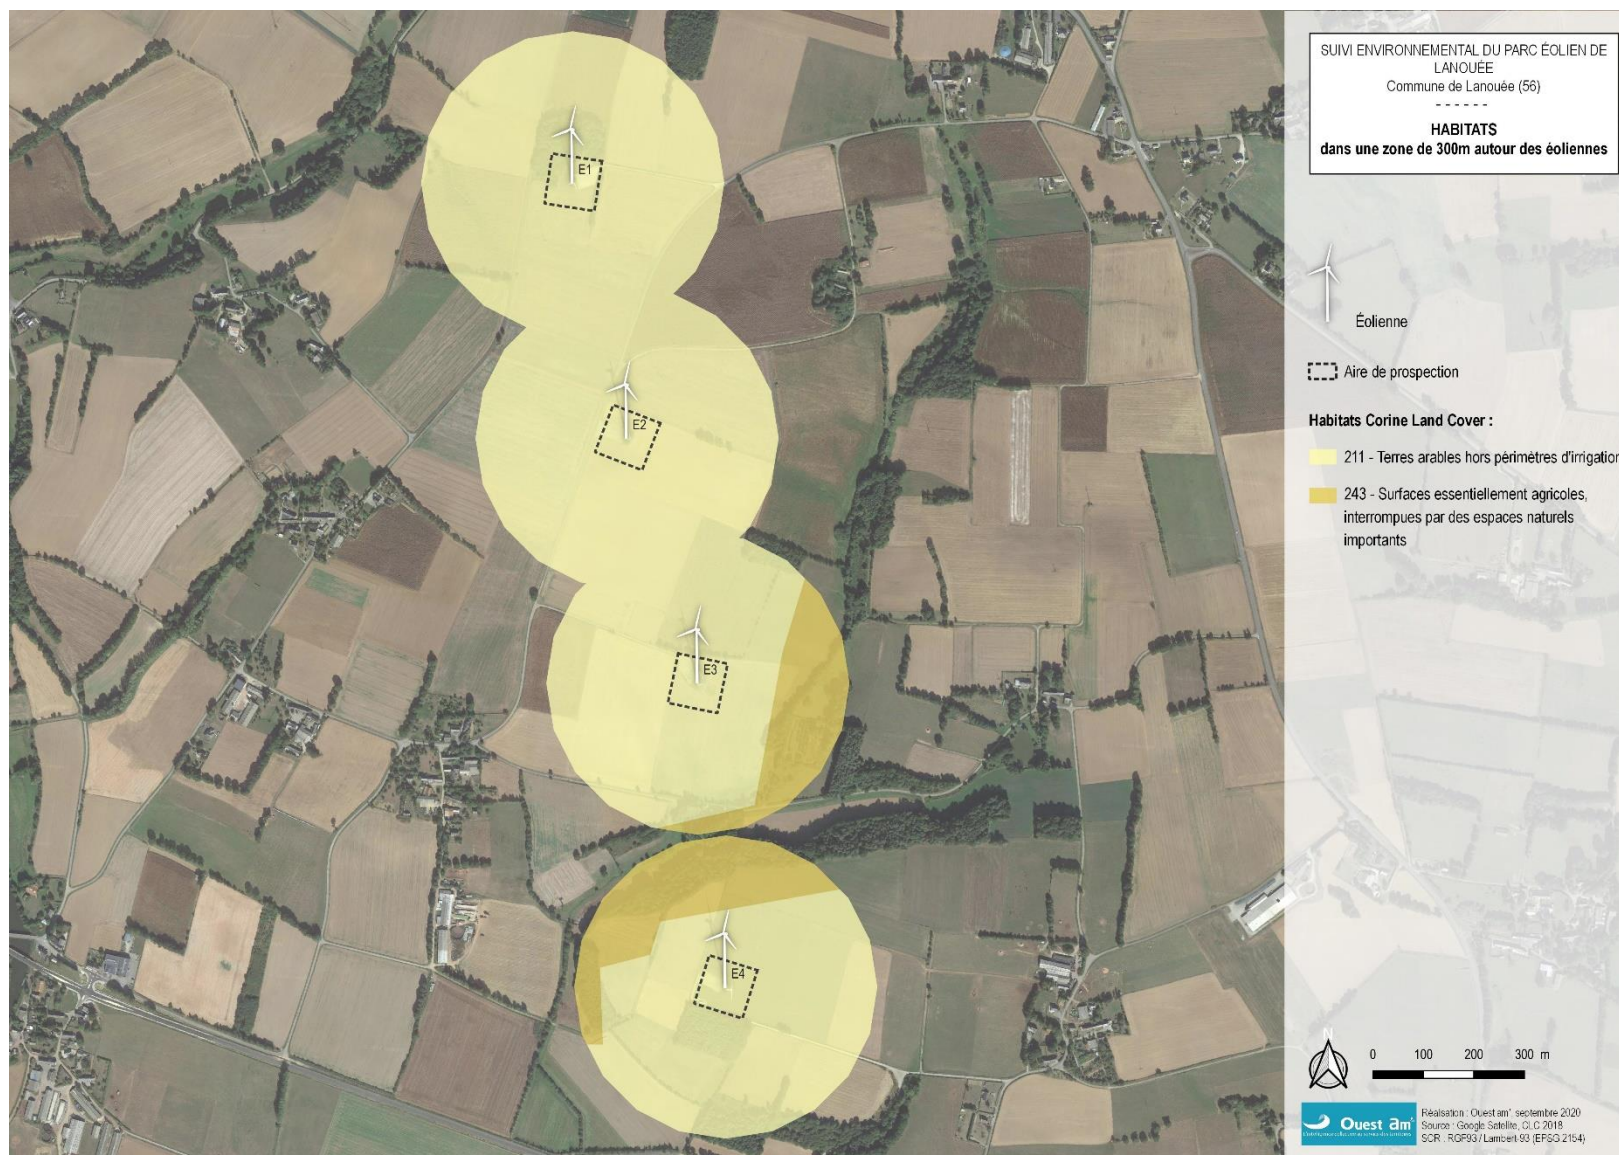 SUIVI ENVIRONNEMENTAL DU PARC ÉOLIEN DE
LANOUÉE
Commune de Lanouée (56)
- - - - - -
HABITATS
dans une zone de 300m autour des éoliennes
E1
E2
E3
E4
Éolienne
Aire de prospection
Habitats Corine Land Cover :
211 - Terres arables hors périmètres d'irrigation
243 - Surfaces essentiellement agricoles,
interrompues par des espaces naturels
importants
N
0 100 200 300 m
Ouest am'
Réalisation : Ouest am', septembre 2020
Source : Google Satellite, CLC 2018
SCR : RGF93 / Lambert-93 (EPSG 2154)